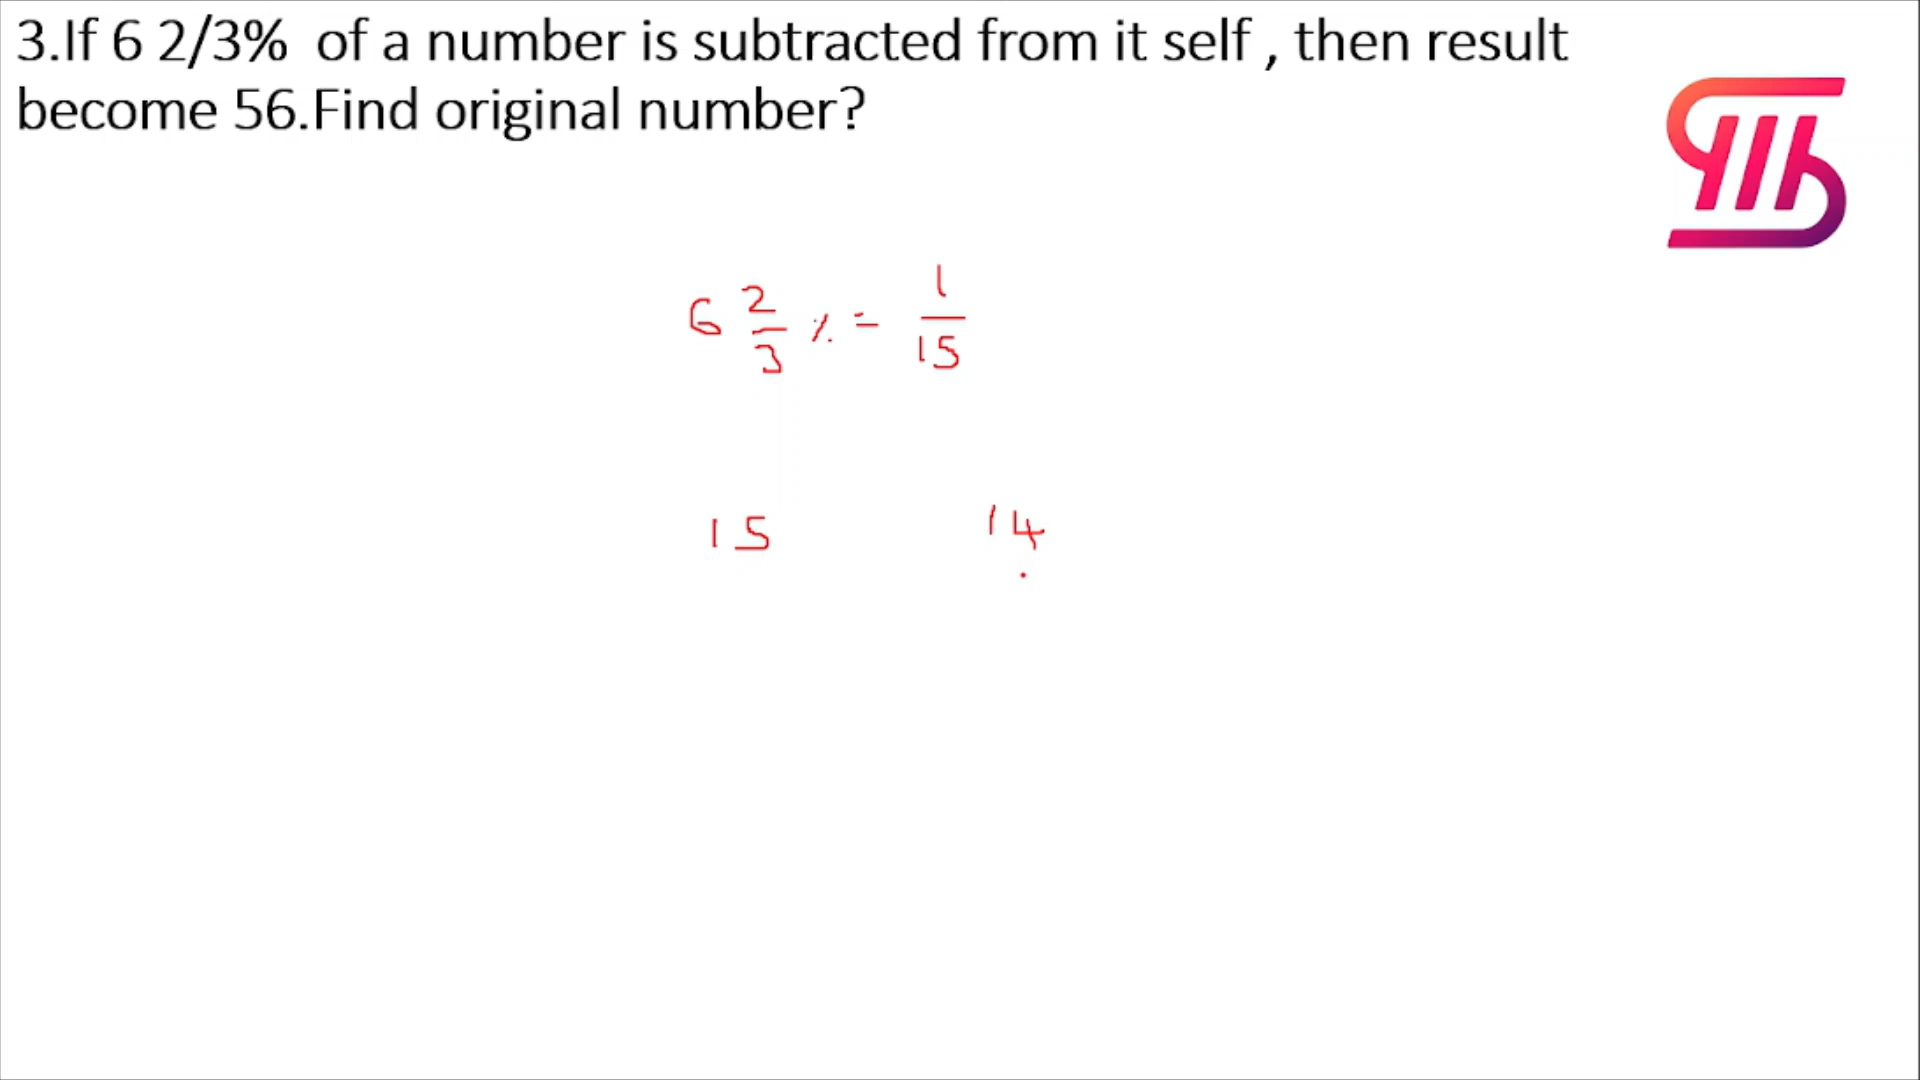 3.If 6 2/3%  of a number is subtracted from it self , then result
become 56.Find original number?
6 2/3 % = 1/15
15 14